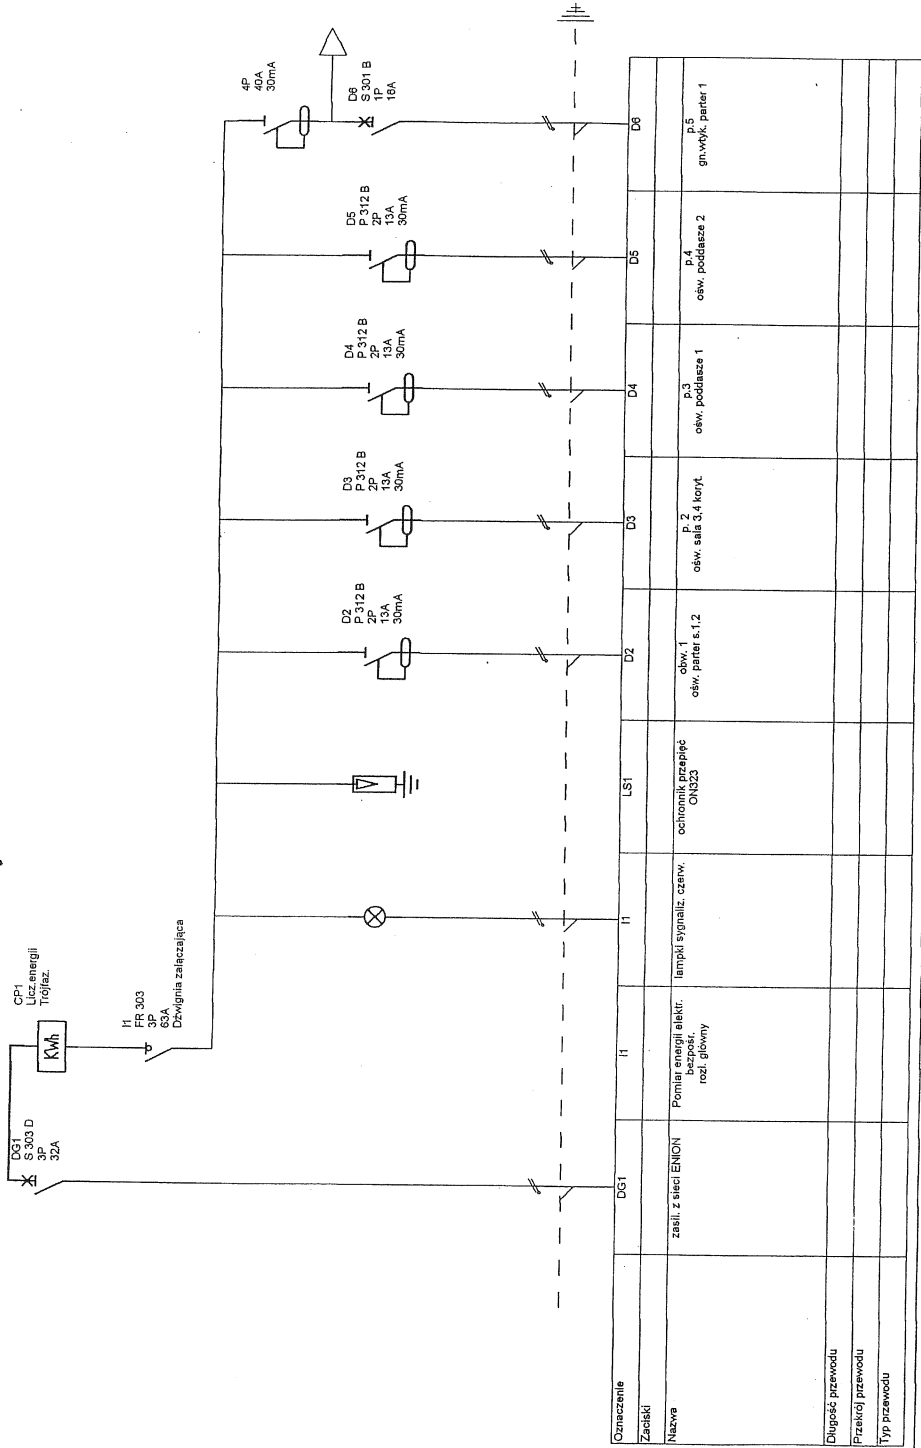 DG1
S 303 D
3P
32A
CP1
Licz.energii
Trójfaz.
KWh
I1
FR 303
3P
63A
Dźwignia załączająca
D2
P 312 B
2P
13A
30mA
D3
P 312 B
2P
13A
30mA
D4
P 312 B
2P
13A
30mA
D5
P 312 B
2P
13A
30mA
4P
40A
30mA
D6
S 301 B
1P
16A
Oznaczenie
DG1
I1
I1
LS1
D2
D3
D4
D5
D6
Zaciski
Nazwa
zasil. z sieci ENION
Pomiar energii elektr.
bezpośr.
rozl. główny
lampki sygnaliz. czerw.
ochronnik przepięć
ON323
obw. 1
ośw. parter s.1,2
p. 2
ośw. sala 3,4 koryt.
p.3
ośw. poddasze 1
p.4
ośw. poddasze 2
p.5
gn.wtyk. parter 1
Długość przewodu
Przekrój przewodu
Typ przewodu